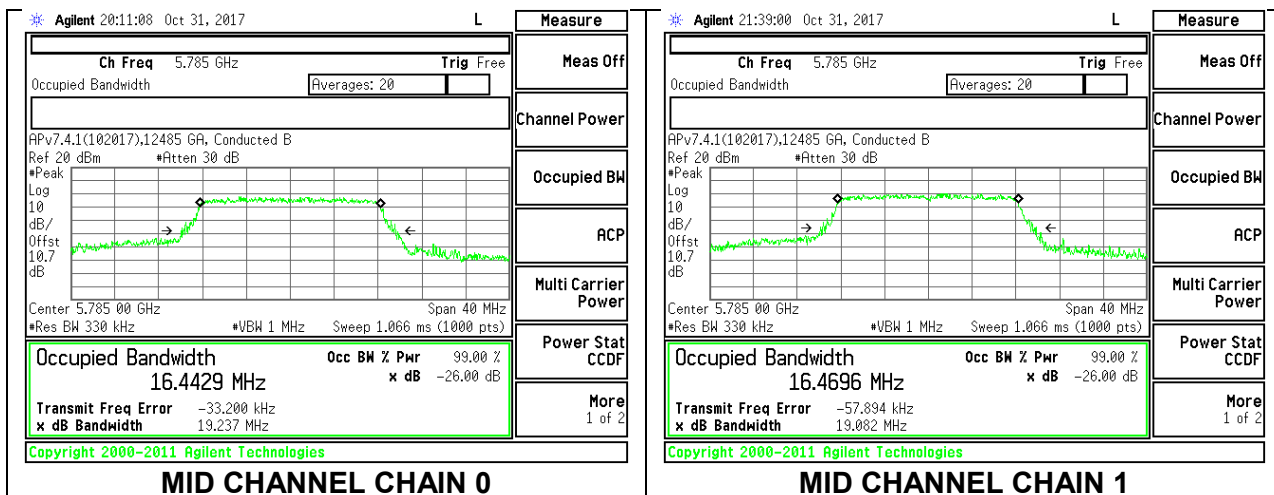 Agilent 20:11:08 Oct 31, 2017 L Measure
Ch Freq 5.785 GHz Trig Free
Occupied Bandwidth Averages: 20
APv7.4.1(102017),12485 GA, Conducted B
Ref 20 dBm #Atten 30 dB
#Peak
Log
10
dB/
Offst
10.7
dB
Center 5.785 00 GHz Span 40 MHz
#Res BW 330 kHz #VBW 1 MHz Sweep 1.066 ms (1000 pts)
Occupied Bandwidth Occ BW % Pwr 99.00 %
16.4429 MHz x dB -26.00 dB
Transmit Freq Error -33.200 kHz
x dB Bandwidth 19.237 MHz
Copyright 2000-2011 Agilent Technologies
Meas Off
Channel Power
Occupied BW
ACP
Multi Carrier
Power
Power Stat
CCDF
More
1 of 2
MID CHANNEL CHAIN 0
Agilent 21:39:00 Oct 31, 2017 L Measure
Ch Freq 5.785 GHz Trig Free
Occupied Bandwidth Averages: 20
APv7.4.1(102017),12485 GA, Conducted B
Ref 20 dBm #Atten 30 dB
#Peak
Log
10
dB/
Offst
10.7
dB
Center 5.785 00 GHz Span 40 MHz
#Res BW 330 kHz #VBW 1 MHz Sweep 1.066 ms (1000 pts)
Occupied Bandwidth Occ BW % Pwr 99.00 %
16.4696 MHz x dB -26.00 dB
Transmit Freq Error -57.894 kHz
x dB Bandwidth 19.082 MHz
Copyright 2000-2011 Agilent Technologies
Meas Off
Channel Power
Occupied BW
ACP
Multi Carrier
Power
Power Stat
CCDF
More
1 of 2
MID CHANNEL CHAIN 1